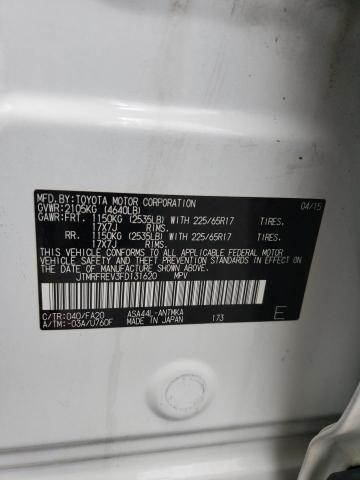 MFD.BY:TOYOTA MOTOR CORPORATION 04/15
GVWR:2105KG (4640LB)
GAWR:FRT. 1150KG (2535LB) WITH 225/65R17 TIRES.
17X7J RIMS.
RR. 1150KG (2535LB) WITH 225/65R17 TIRES.
17X7J RIMS.
THIS VEHICLE CONFORMS TO ALL APPLICABLE FEDERAL MOTOR
VEHICLE SAFETY AND THEFT PREVENTION STANDARDS IN
EFFECT ON THE DATE OF MANUFACTURE SHOWN ABOVE.
JTMRFREV3FD131620 MPV
C/TR:040/FA20 ASA44L-ANTMKA E
A/TM:-03A/U760F MADE IN JAPAN 173